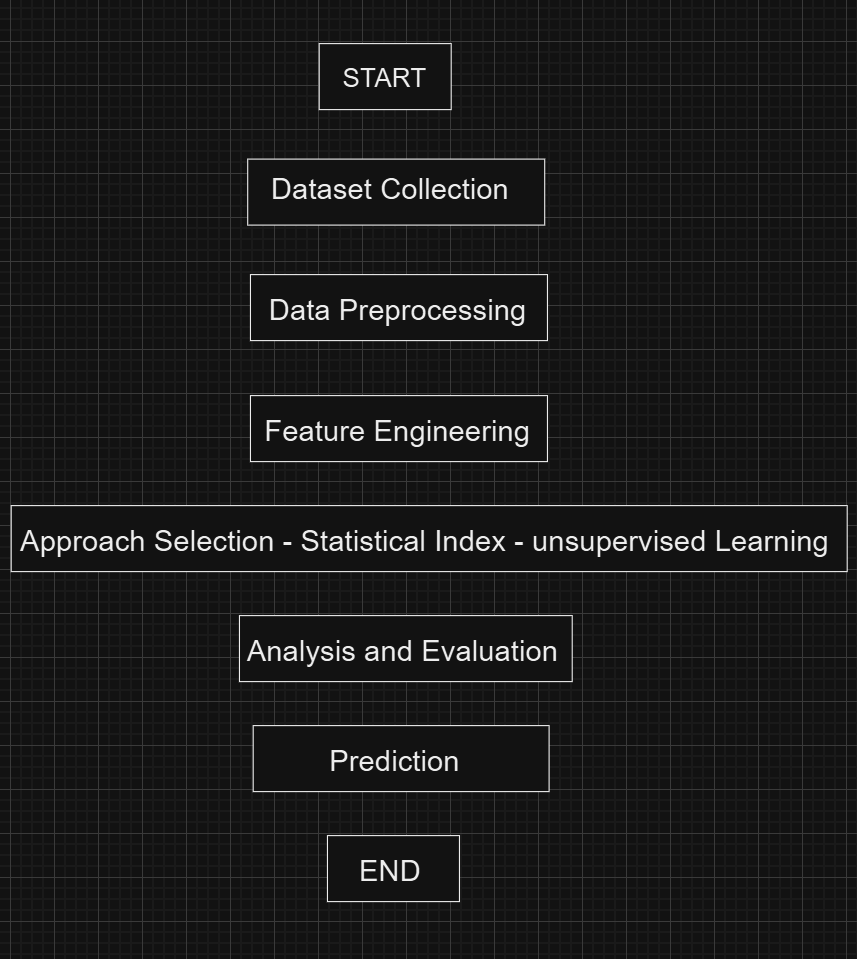 START
Dataset Collection
Data Preprocessing
Feature Engineering
Approach Selection - Statistical Index - unsupervised Learning
Analysis and Evaluation
Prediction
END